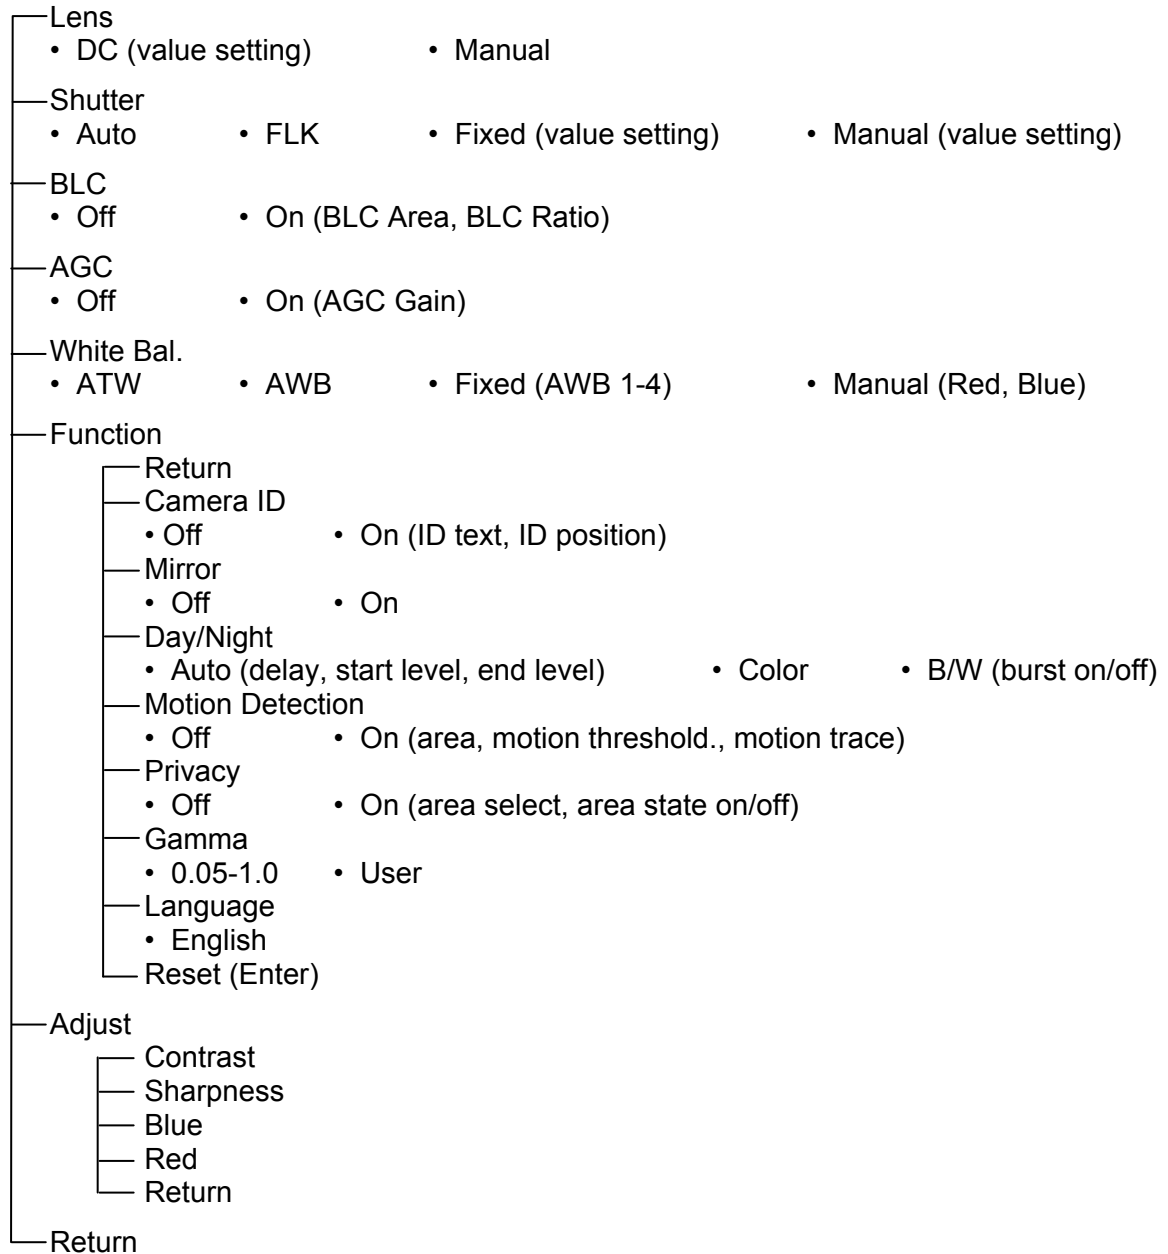 Lens
• DC (value setting) • Manual
Shutter
• Auto • FLK • Fixed (value setting) • Manual (value setting)
BLC
• Off • On (BLC Area, BLC Ratio)
AGC
• Off • On (AGC Gain)
White Bal.
• ATW • AWB • Fixed (AWB 1-4) • Manual (Red, Blue)
Function
Return
Camera ID
• Off • On (ID text, ID position)
Mirror
• Off • On
Day/Night
• Auto (delay, start level, end level) • Color • B/W (burst on/off)
Motion Detection
• Off • On (area, motion threshold., motion trace)
Privacy
• Off • On (area select, area state on/off)
Gamma
• 0.05-1.0 • User
Language
• English
Reset (Enter)
Adjust
Contrast
Sharpness
Blue
Red
Return
Return